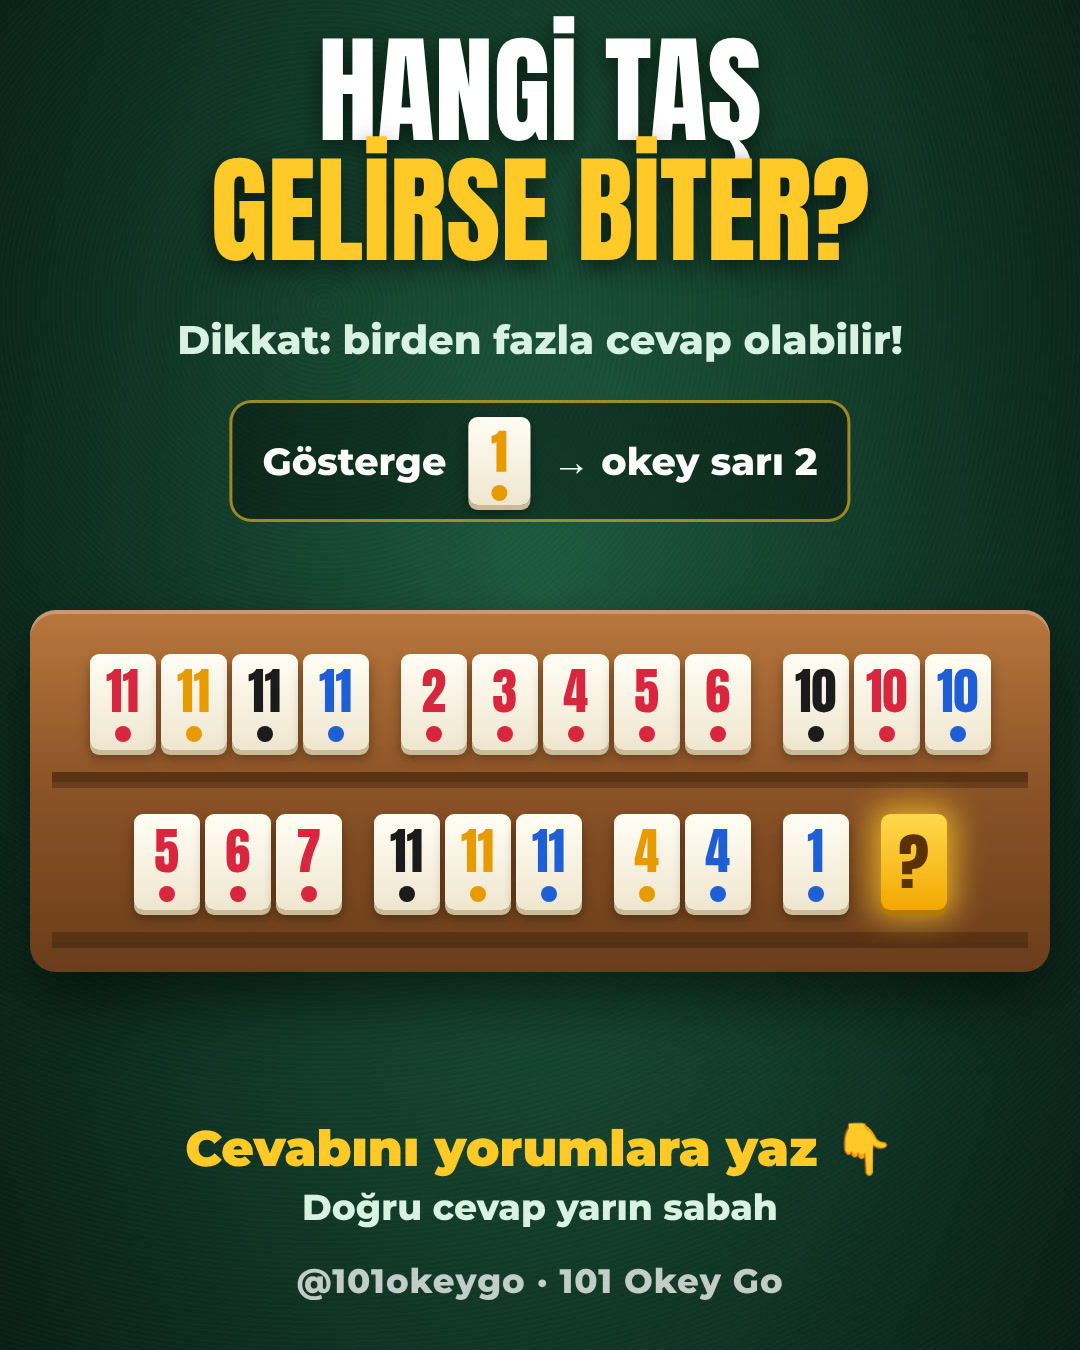 HANGİ TAŞ
GELİRSE BİTER?
Dikkat: birden fazla cevap olabilir!
Gösterge 1 → okey sarı 2
11 11 11 11 2 3 4 5 6 10 10 10
5 6 7 11 11 11 4 4 1 ?
Cevabını yorumlara yaz 👇
Doğru cevap yarın sabah
@101okeygo · 101 Okey Go